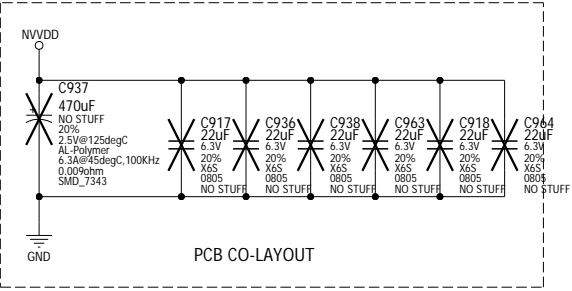 NVVDD
C937
470uF
NO STUFF
20%
2.5V@125degC
AL-Polymer
6.3A@45degC,100KHz
0.009ohm
SMD_7343
+
C917
22uF
6.3V
20%
X6S
0805
NO STUFF
C936
22uF
6.3V
20%
X6S
0805
NO STUFF
C938
22uF
6.3V
20%
X6S
0805
NO STUFF
C963
22uF
6.3V
20%
X6S
0805
NO STUFF
C918
22uF
6.3V
20%
X6S
0805
NO STUFF
C964
22uF
6.3V
20%
X6S
0805
NO STUFF
GND
PCB CO-LAYOUT